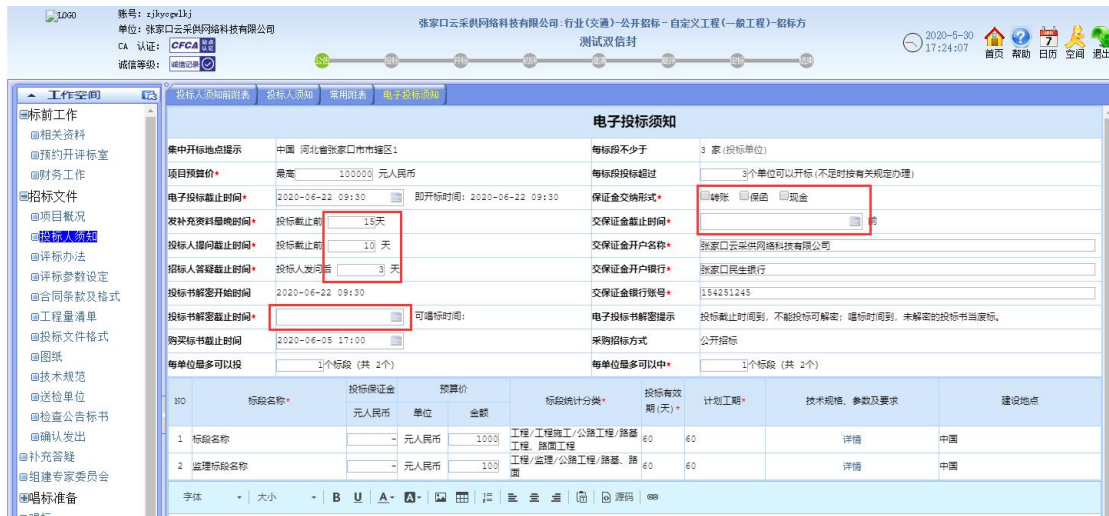 LOGO
账号: zjkyogwlkj
单位: 张家口云采供网络科技有限公司
CA 认证: CFCA
诚信等级: 诚信记录
张家口云采供网络科技有限公司:行业(交通)-公开招标-自定义工程(一般工程)-招标方
测试双信封
公告 投标 开标
2020-5-30
17:24:07
7
首页 帮助 日历 空间 退出
工作空间
标前工作
相关资料
预约开评标室
财务工作
招标文件
项目概况
投标人须知
评标办法
评标参数设定
合同条款及格式
工程量清单
投标文件格式
图纸
技术规范
送检单位
检查公告标书
确认发出
补充答疑
组建专家委员会
唱标准备
唱标
投标人须知前附表 投标人须知 常用附表 电子投标须知
电子投标须知
集中开标地点提示 中国 河北省张家口市市辖区1 每标段不少于 3 家(投标单位)
项目预算价* 最高 100000 元人民币 每标段投标超过 3个单位可以开标(不足时按有关规定办理)
电子投标截止时间* 2020-06-22 09:30 即开标时间: 2020-06-22 09:30 保证金交纳形式* 转账 保函 现金
发补充资料最晚时间* 投标截止前 15天 交保证金截止时间* 前
投标人提问截止时间* 投标截止前 10 天 交保证金开户名称* 张家口云采供网络科技有限公司
招标人答疑截止时间* 投标人发问后 3 天 交保证金开户银行* 张家口民生银行
投标书解密开始时间 2020-06-22 09:30 交保证金银行账号* 154251245
投标书解密截止时间* 可唱标时间: 电子投标书解密提示 投标截止时间到，不能投标可解密；唱标时间到，未解密的投标书当废标。
购买标书截止时间 2020-06-05 17:00 采购招标方式 公开招标
每单位最多可以投 1个标段 (共 2个) 每单位最多可以中* 1个标段 (共 2个)
NO 标段名称* 投标保证金 预算价 标段统计分类* 投标有效期(天)* 计划工期* 技术规格、参数及要求 建设地点
元人民币 单位 金额
1 标段名称 - 元人民币 1000 工程/工程施工/公路工程/路基工程、路面工程 60 60 详情 中国
2 监理标段名称 - 元人民币 100 工程/监理/公路工程/路基、路面 60 60 详情 中国
字体 大小 B U A A 源码